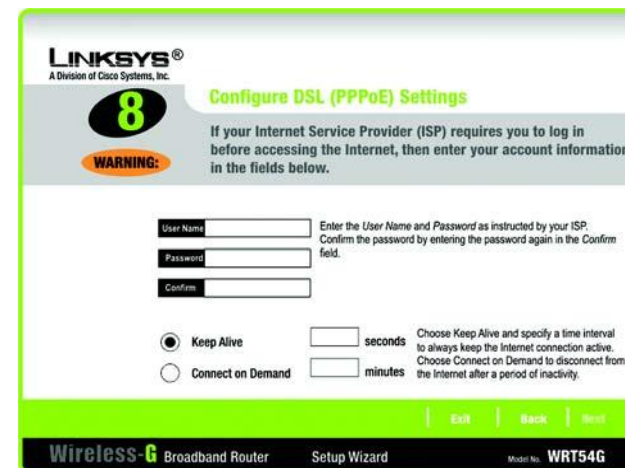 LINKSYS®
A Division of Cisco Systems, Inc.
8
WARNING:
Configure DSL (PPPoE) Settings
If your Internet Service Provider (ISP) requires you to log in
before accessing the Internet, then enter your account information
in the fields below.
User Name
Password
Confirm
Enter the User Name and Password as instructed by your ISP.
Confirm the password by entering the password again in the Confirm
field.
Keep Alive
seconds
Choose Keep Alive and specify a time interval
to always keep the Internet connection active.
Connect on Demand
minutes
Choose Connect on Demand to disconnect from
the Internet after a period of inactivity.
Exit
Back
Next
Wireless-G Broadband Router
Setup Wizard
Model No. WRT54G